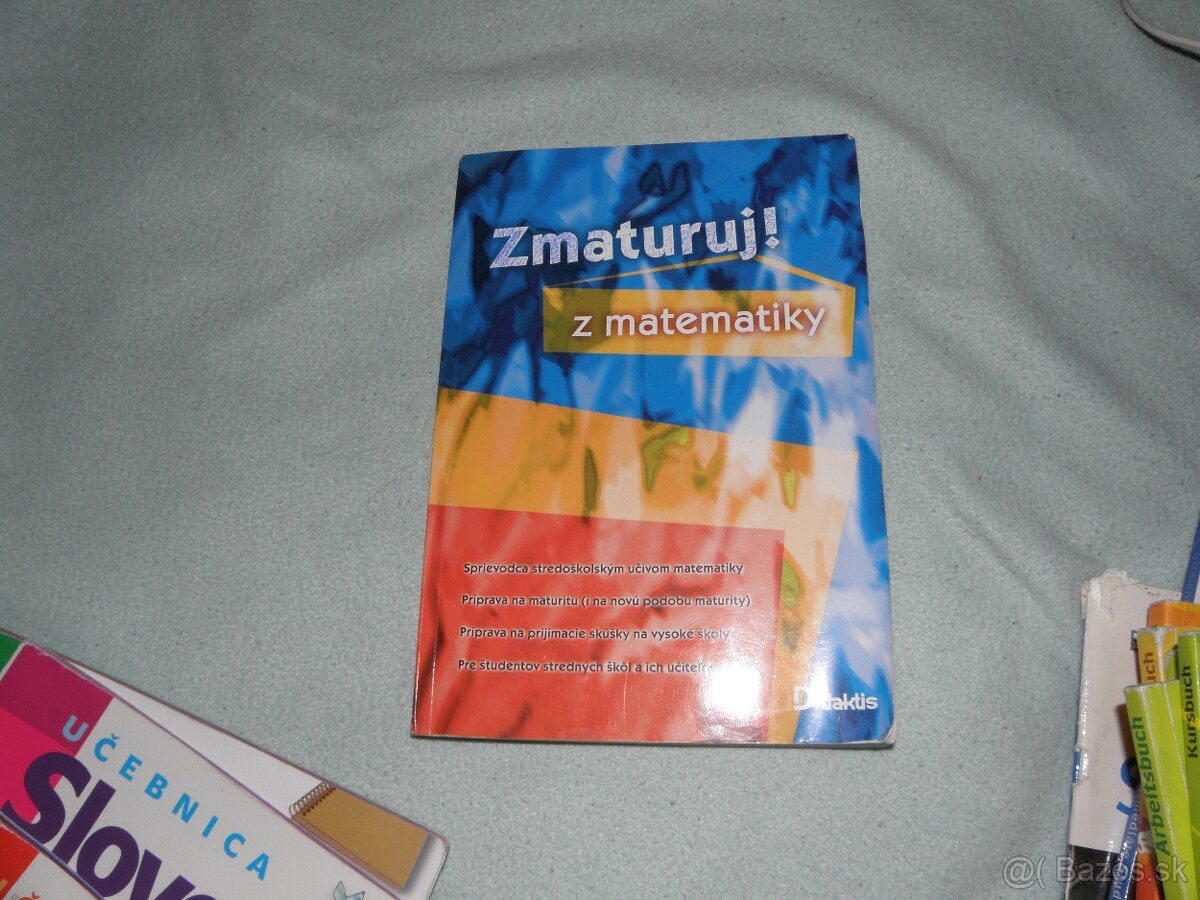 Zmaturuj!
z matematiky
Sprievodca stredoškolským učivom matematiky
Príprava na maturitu (i na novú podobu maturity)
Príprava na prijímacie skúšky na vysoké školy
Pre študentov stredných škôl a ich učiteľov
Didaktis
UČEBNICA
Slove
Arbeitsbuch
Kursbuch
@( Bazos.sk